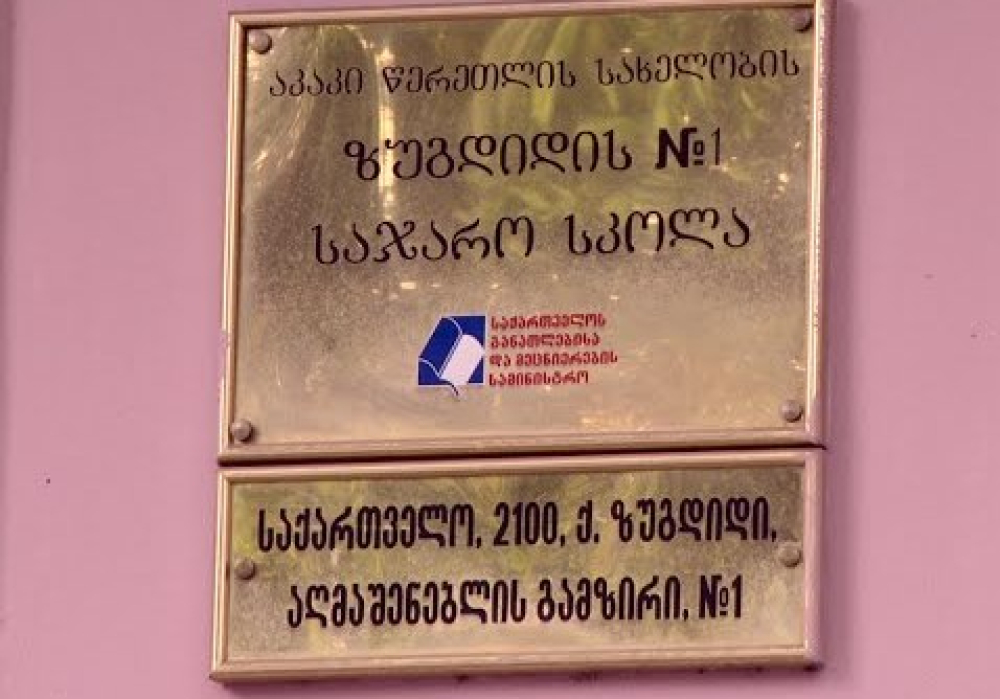 აკაკი წერეთლის სახელობის
ზუგდიდის №1
საჯარო სკოლა
საქართველოს
განათლებისა
და მეცნიერების
სამინისტრო
საქართველო, 2100, ქ. ზუგდიდი,
აღმაშენებლის გამზირი, №1